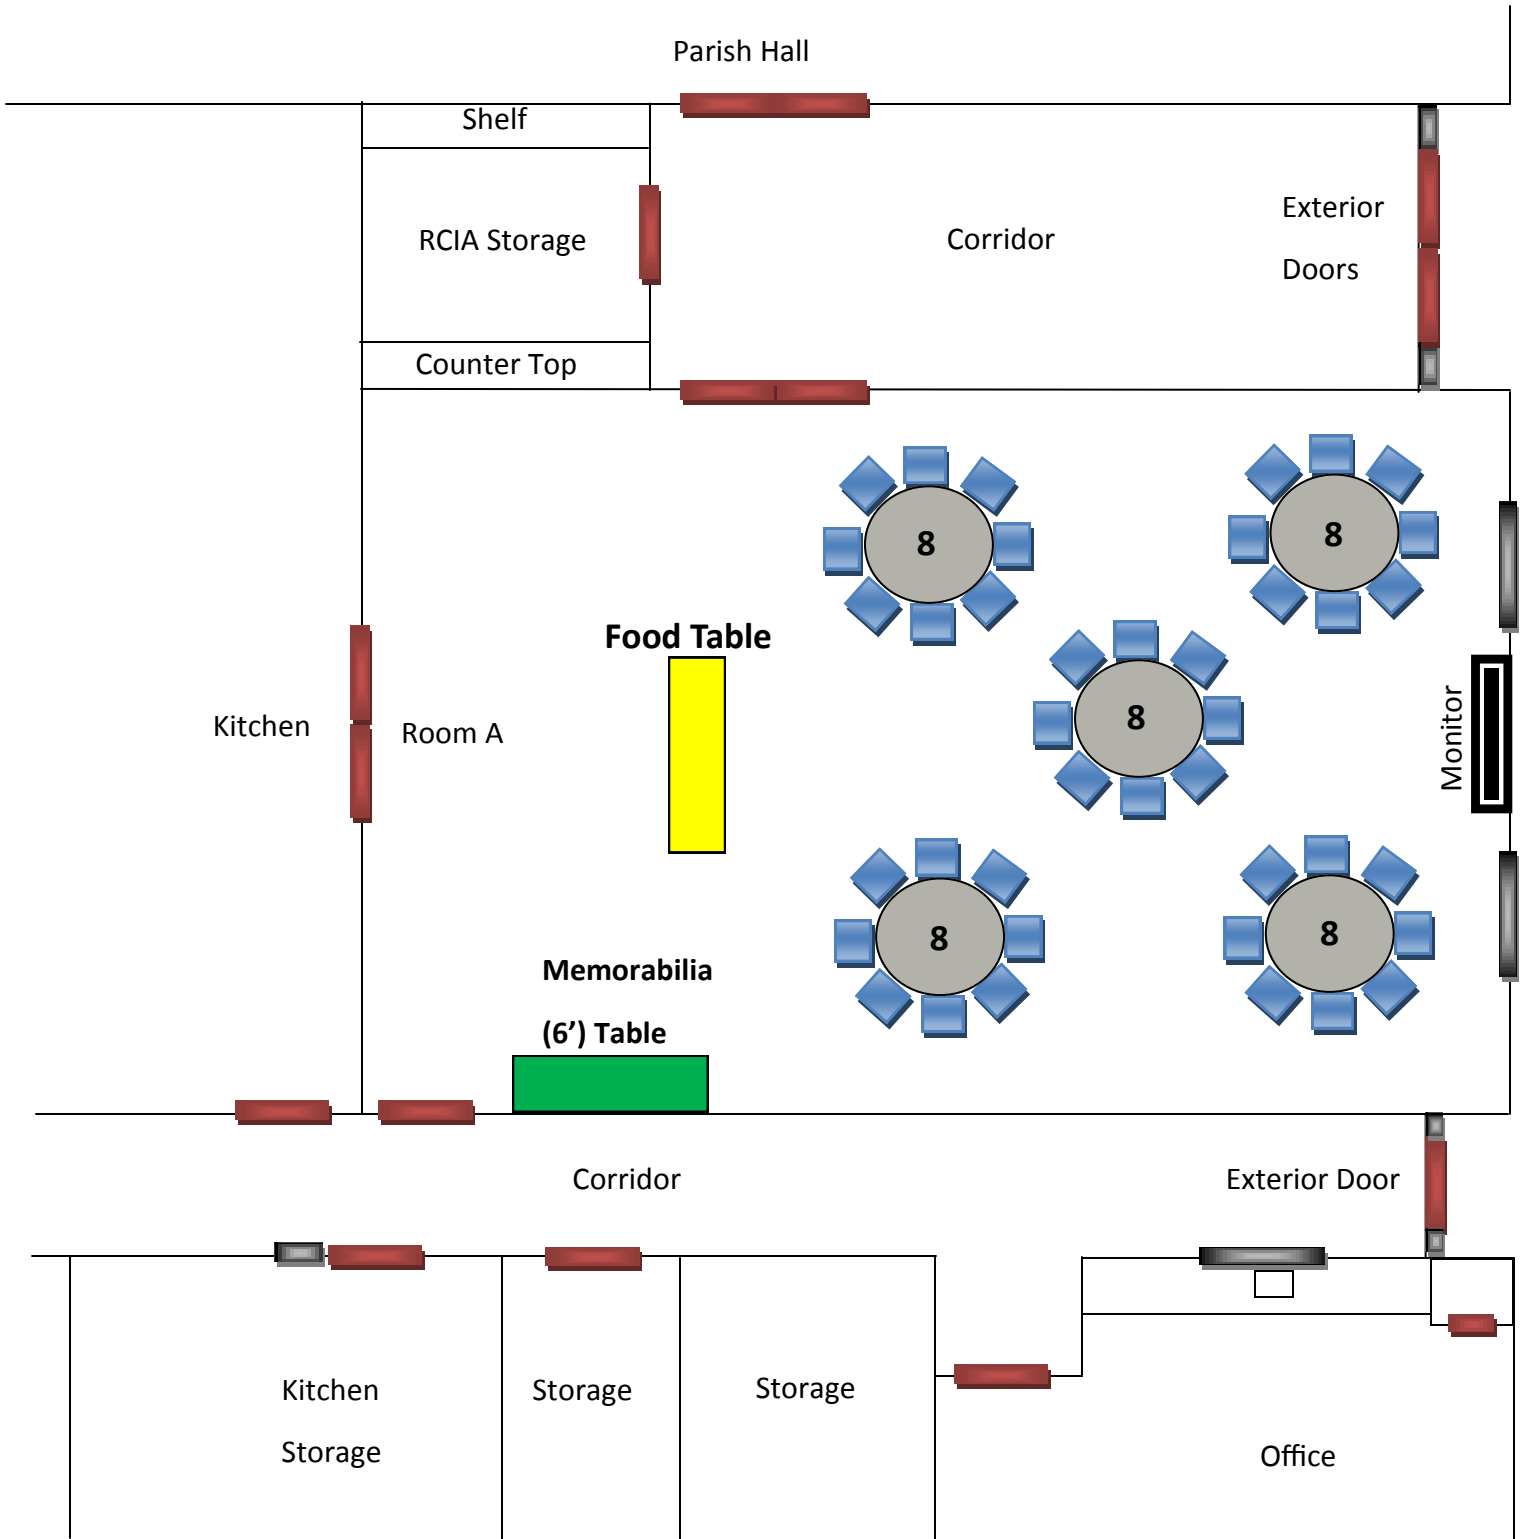 Parish Hall
Shelf
RCIA Storage
Corridor
Exterior
Doors
Counter Top
8
8
Food Table
8
Kitchen
Room A
Monitor
8
8
Memorabilia
(6’) Table
Corridor
Exterior Door
Kitchen
Storage
Storage
Storage
Office